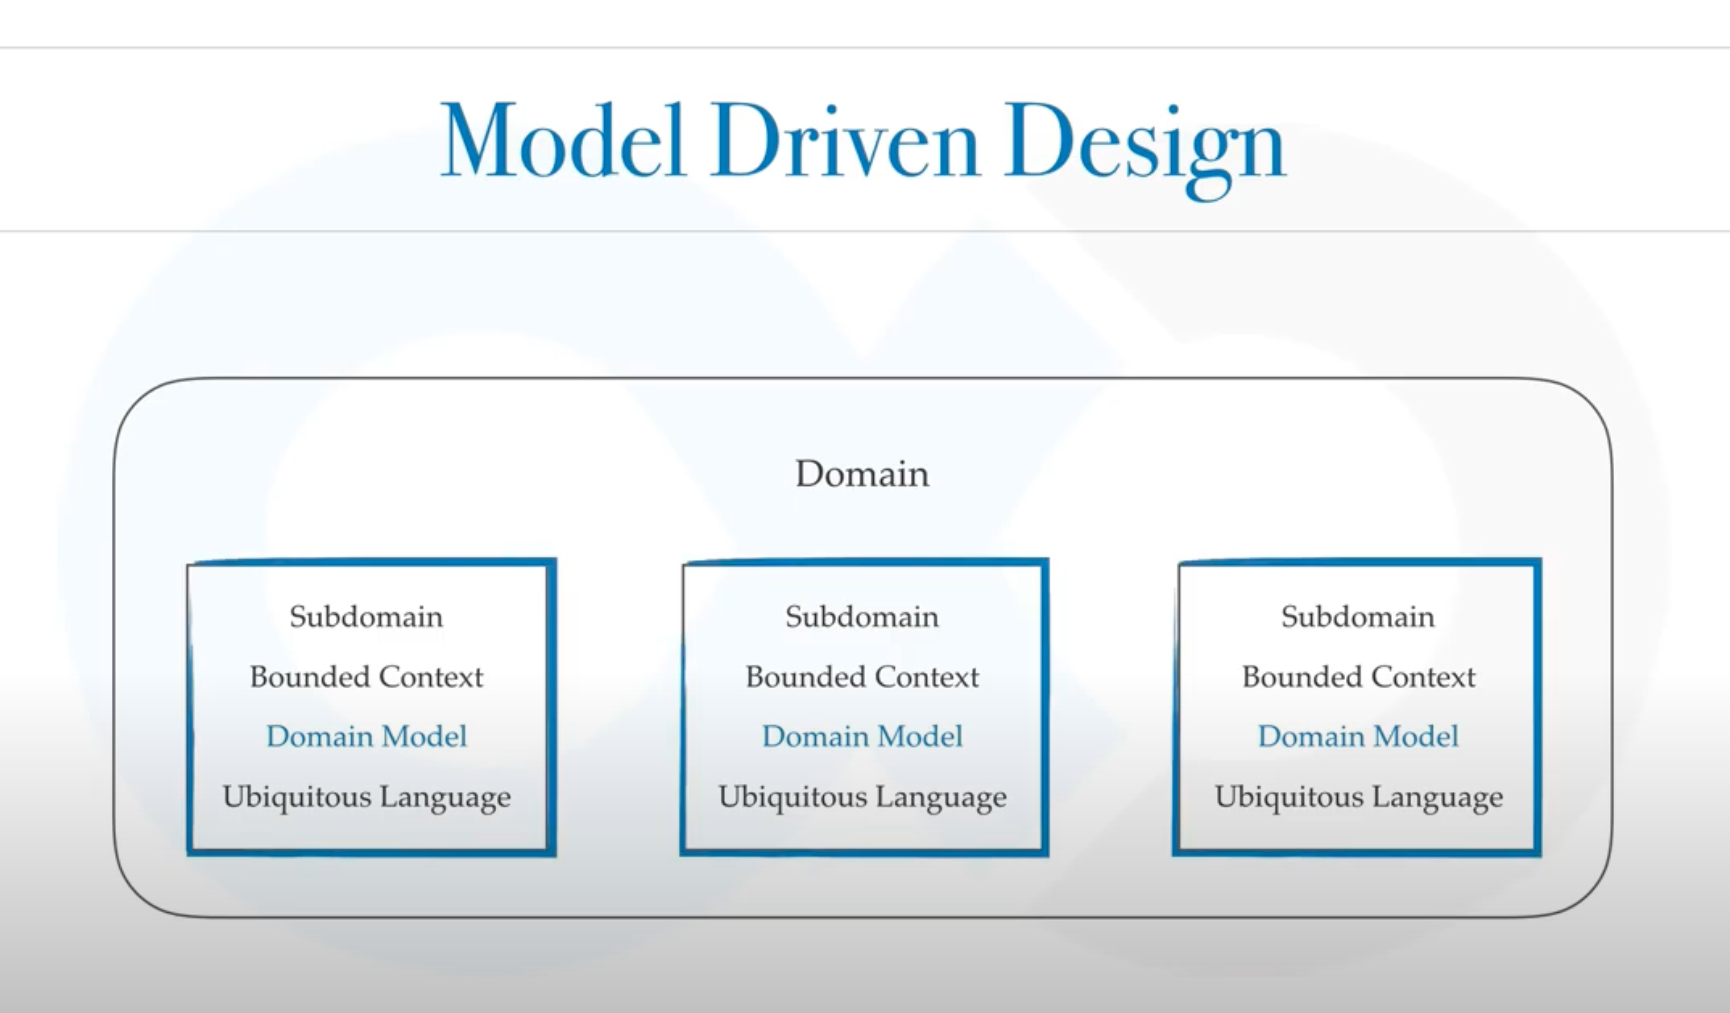 Model Driven Design
Domain
Subdomain
Bounded Context
Domain Model
Ubiquitous Language
Subdomain
Bounded Context
Domain Model
Ubiquitous Language
Subdomain
Bounded Context
Domain Model
Ubiquitous Language